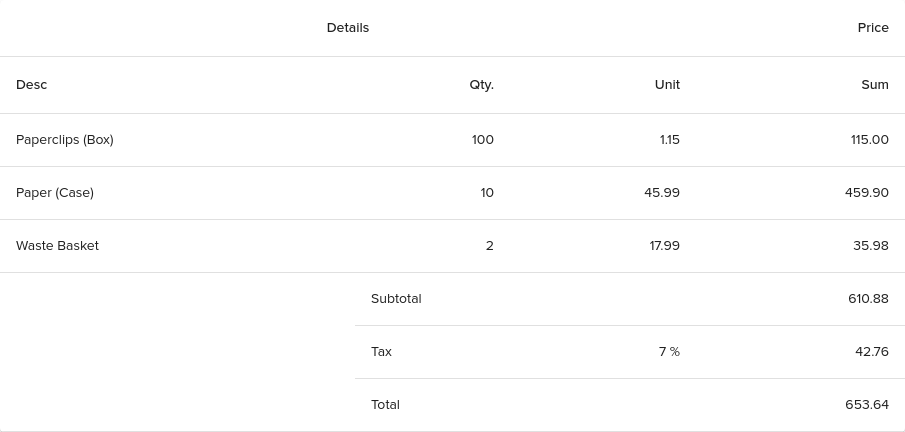 Details Price
Desc Qty. Unit Sum
Paperclips (Box) 100 1.15 115.00
Paper (Case) 10 45.99 459.90
Waste Basket 2 17.99 35.98
Subtotal 610.88
Tax 7 % 42.76
Total 653.64